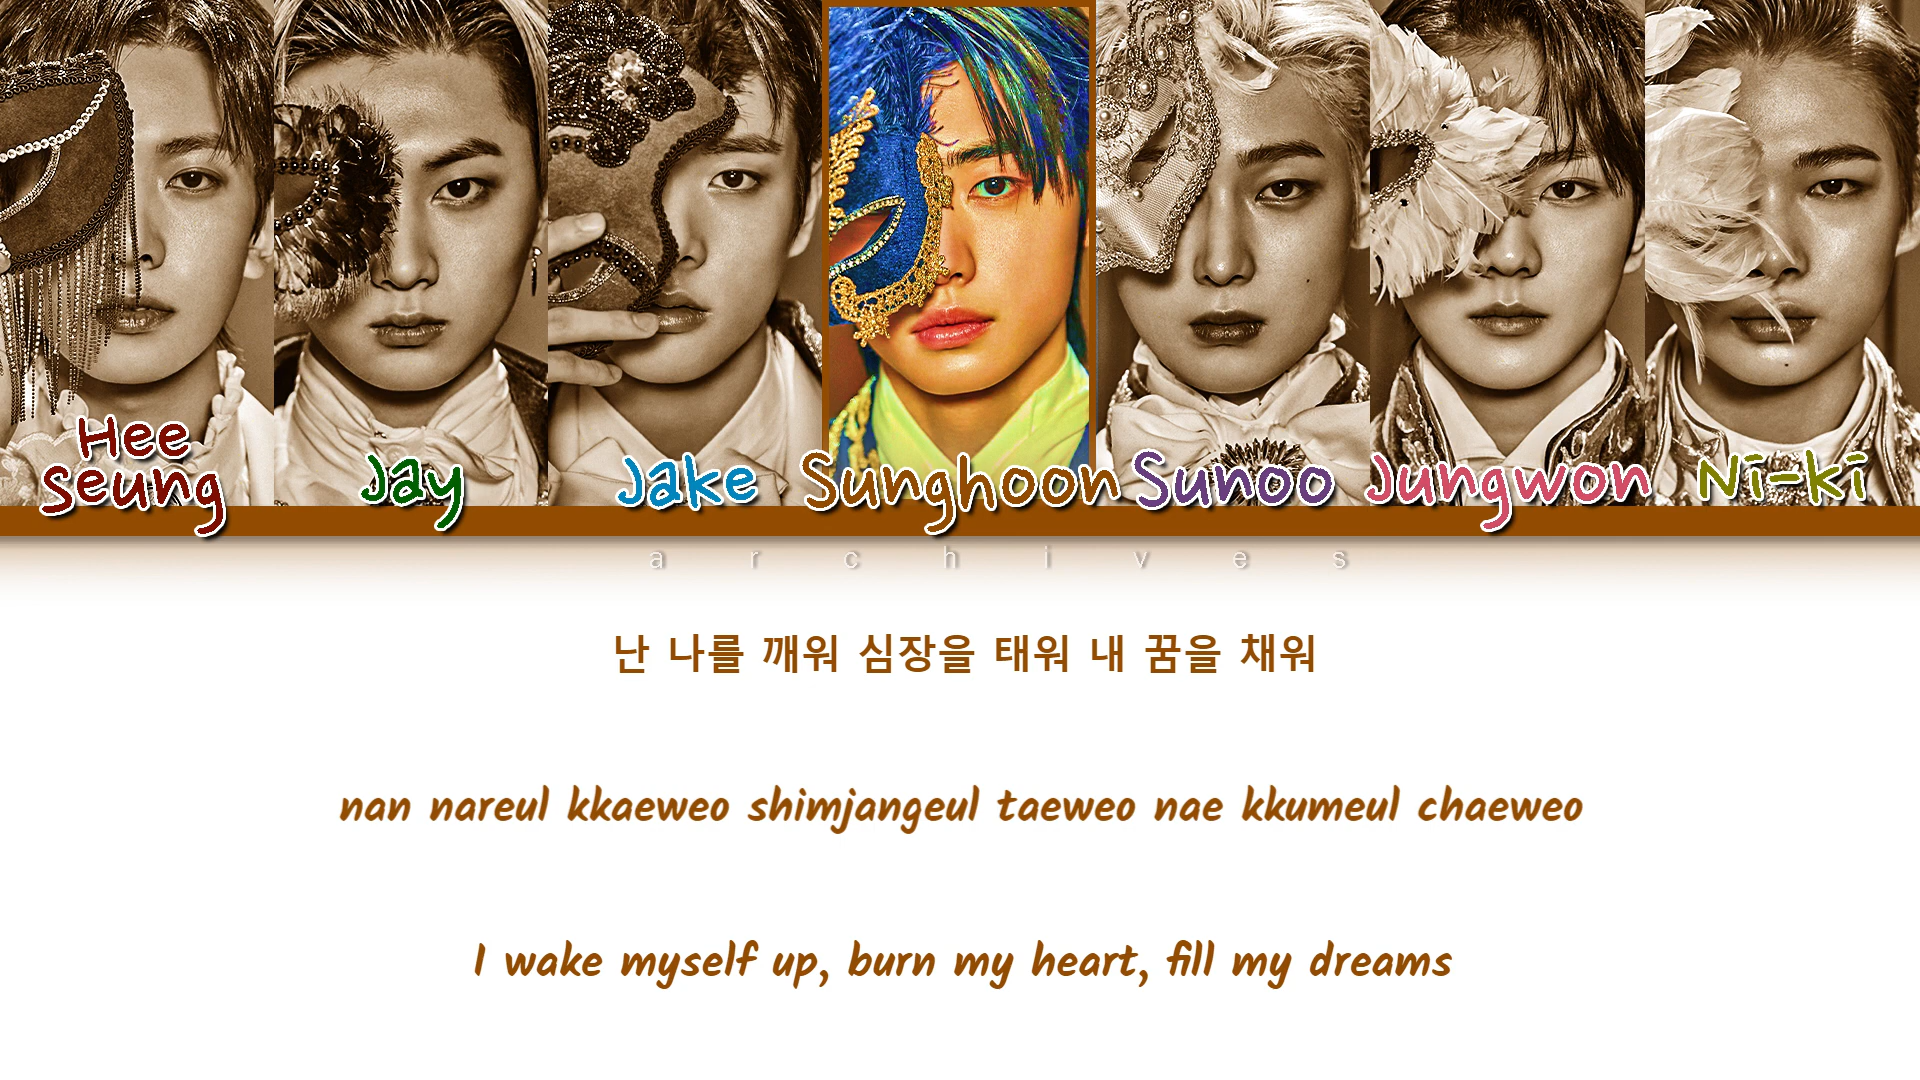 Hee
Seung
Jay
Jake
Sunghoon
Sunoo
Jungwon
Ni-ki
archives
난 나를 깨워 심장을 태워 내 꿈을 채워
nan nareul kkaeweo shimjangeul taeweo nae kkumeul chaeweo
I wake myself up, burn my heart, fill my dreams